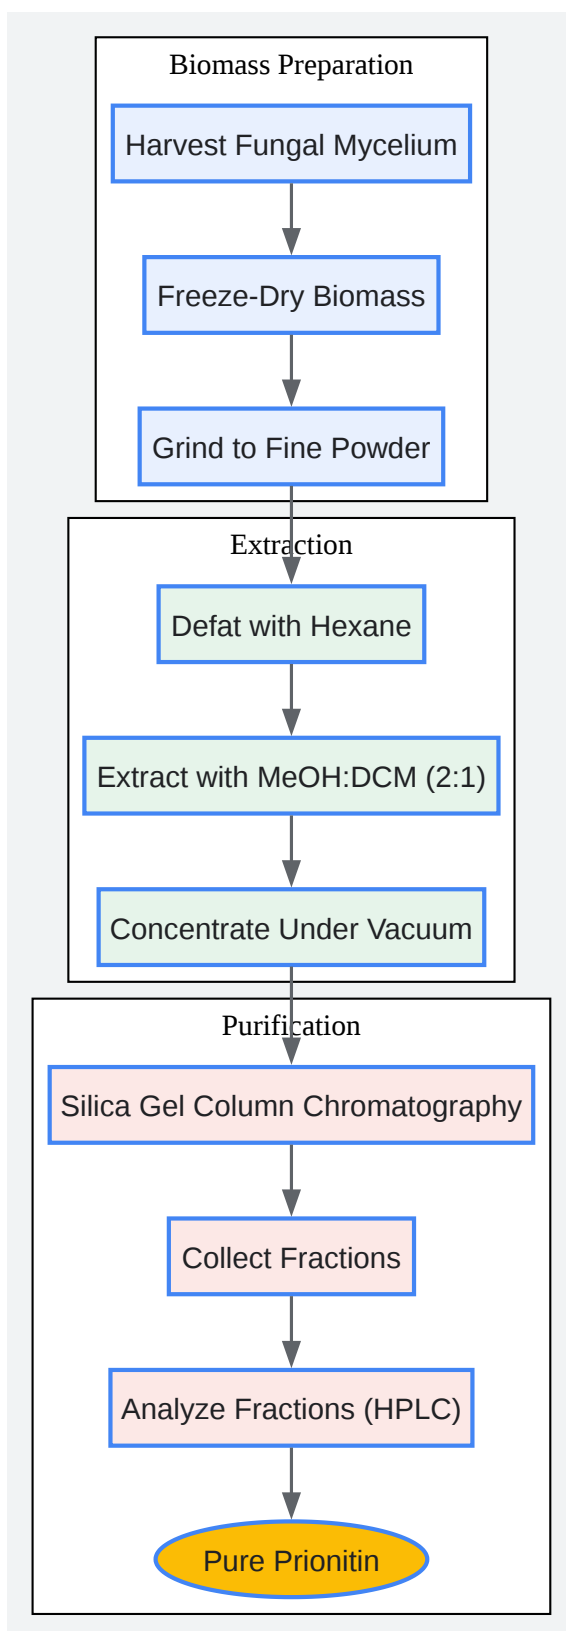 Biomass Preparation
Harvest Fungal Mycelium
Freeze-Dry Biomass
Grind to Fine Powder
Extraction
Defat with Hexane
Extract with MeOH:DCM (2:1)
Concentrate Under Vacuum
Purification
Silica Gel Column Chromatography
Collect Fractions
Analyze Fractions (HPLC)
Pure Prionitin